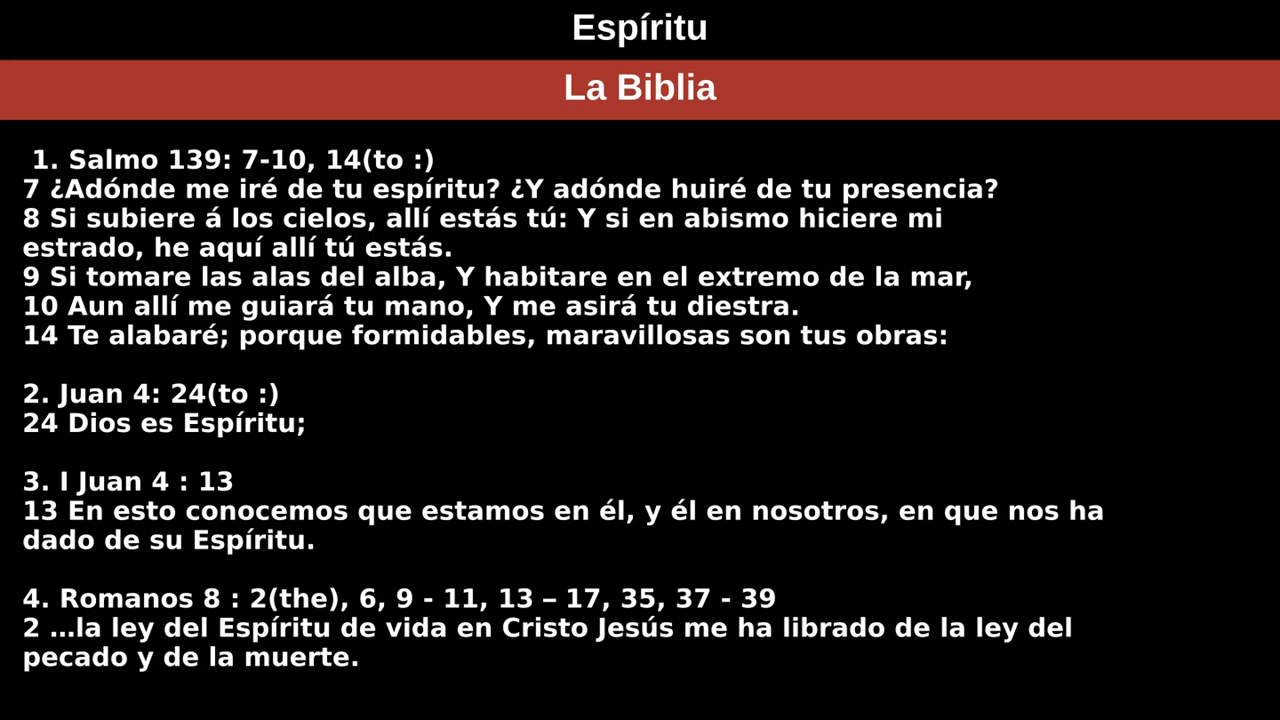 Espíritu
La Biblia
1. Salmo 139: 7-10, 14(to :)
7 ¿Adónde me iré de tu espíritu? ¿Y adónde huiré de tu presencia?
8 Si subiere á los cielos, allí estás tú: Y si en abismo hiciere mi
estrado, he aquí allí tú estás.
9 Si tomare las alas del alba, Y habitare en el extremo de la mar,
10 Aun allí me guiará tu mano, Y me asirá tu diestra.
14 Te alabaré; porque formidables, maravillosas son tus obras:
2. Juan 4: 24(to :)
24 Dios es Espíritu;
3. I Juan 4 : 13
13 En esto conocemos que estamos en él, y él en nosotros, en que nos ha
dado de su Espíritu.
4. Romanos 8 : 2(the), 6, 9 - 11, 13 – 17, 35, 37 - 39
2 …la ley del Espíritu de vida en Cristo Jesús me ha librado de la ley del
pecado y de la muerte.